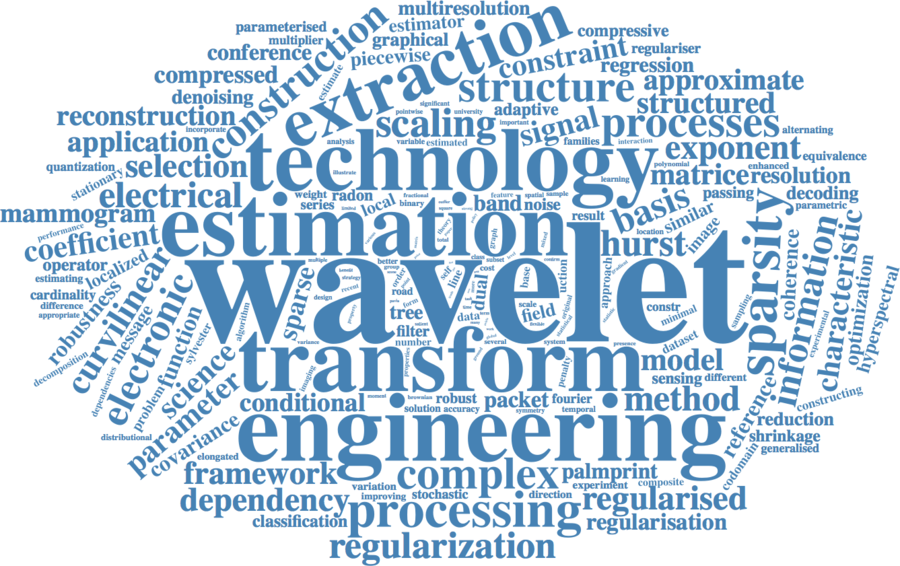 multiresolution
parameterised
estimator
compressive
multiplier
graphical
conference
piecewise
constraint
regulariser
construction
extraction
regression
compressed
estimate
structure
approximate
denoising
structured
reconstruction
pointwise
significant
university
adaptive
incorporate
scaling
important
signal
processes
alternating
application
analysis
variable
estimated
families
interaction
technology
exponent
equivalence
quantization
selection
illustrate
learning
polynomial
enhanced
stationary
matrice
resolution
electrical
weight
radon
fractional
feature
spatial
sample
passing
decoding
series
local
binary
band
noise
basis
similar
parametric
mammogram
estimation
result
location
performance
coefficient
image
hurst
level
operator
multiple
better
localized
estimating
wavelet
sparsity
coherence
information
characteristic
cardinality
curvilinear
electronic
sparse
order
road
line
dual
cost
base
approach
difference
design
form
scale
constr
appropriate
robustness
tree
data
field
minimal
sampling
optimization
hyperspectral
message
algorithm
filter
original
dataset
sylvester
number
several
system
presence
experimental
function
variance
decomposition
transform
model
problem
science
imaging
properties
penalty
sensing
different
dependencies
parameter
moment
brownian
robust
packet
fourier
method
constructing
conditional
solution
accuracy
symmetry
temporal
reference
reduction
distributional
covariance
engineering
shrinkage
generalised
elongated
codomain
framework
complex
palmprint
variation
experiment
composite
dependency
improving
stochastic
direction
regularised
classification
processing
regularisation
regularization